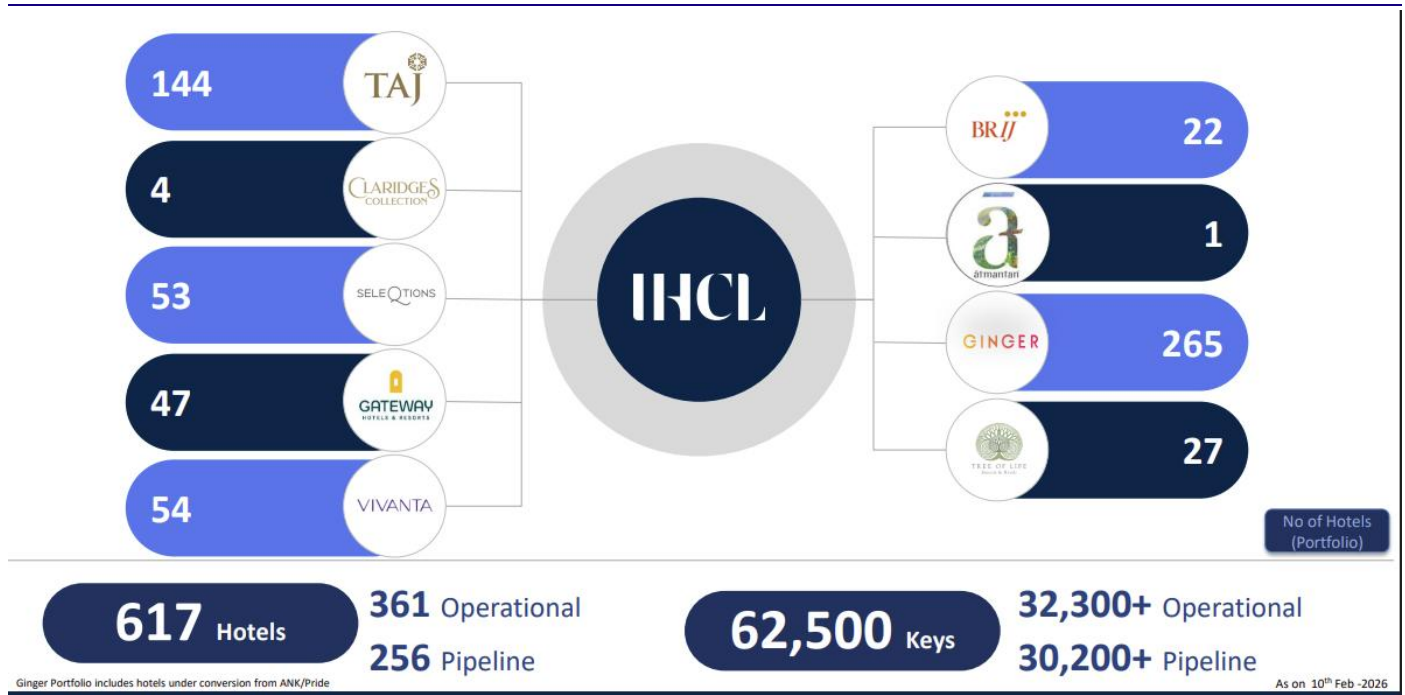 144
TAJ
4
CLARIDGES
COLLECTION
53
SELEQTIONS
47
GATEWAY
HOTELS & RESORTS
54
VIVANTA
IHCL
BRIJ
22
ātmantan
1
GINGER
265
TREE OF LIFE
27
No of Hotels
(Portfolio)
617 Hotels
361 Operational
256 Pipeline
62,500 Keys
32,300+ Operational
30,200+ Pipeline
Ginger Portfolio includes hotels under conversion from ANK/Pride
As on 10th Feb -2026